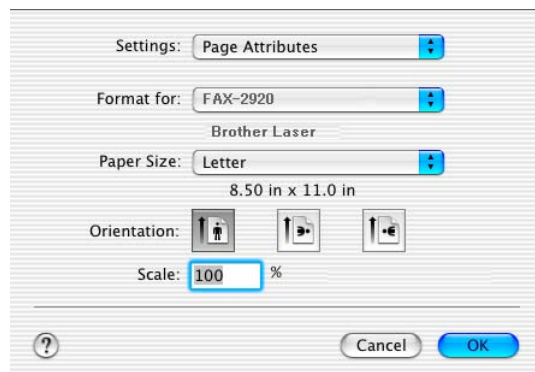 Settings: Page Attributes
Format for: FAX-2920
Brother Laser
Paper Size: Letter
8.50 in x 11.0 in
Orientation:
Scale: 100 %
? Cancel OK